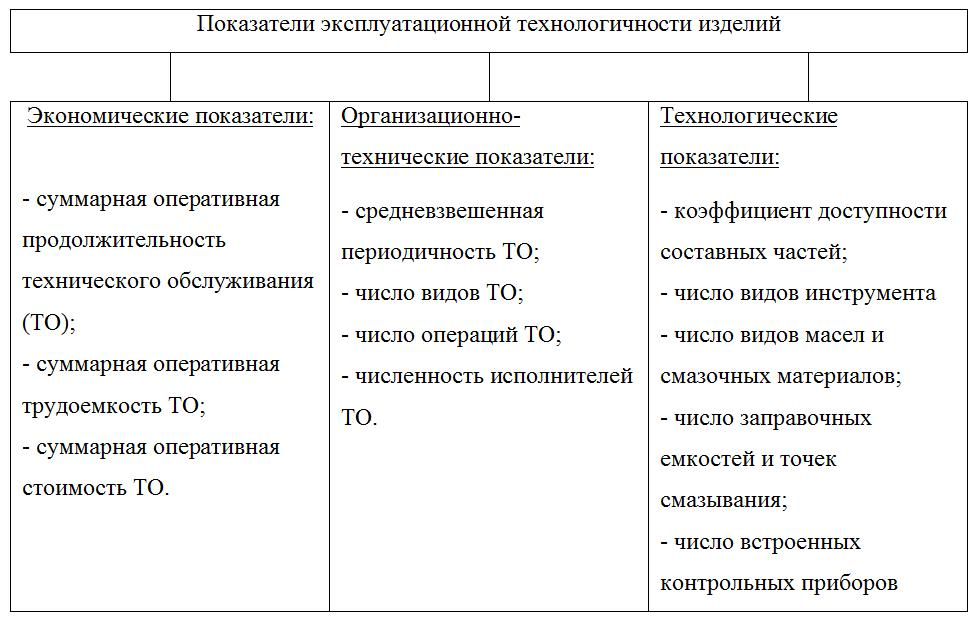 Показатели эксплуатационной технологичности изделий
Экономические показатели:
- суммарная оперативная
продолжительность
технического обслуживания
(ТО);
- суммарная оперативная
трудоемкость ТО;
- суммарная оперативная
стоимость ТО.
Организационно-
технические показатели:
- средневзвешенная
периодичность ТО;
- число видов ТО;
- число операций ТО;
- численность исполнителей
ТО.
Технологические
показатели:
- коэффициент доступности
составных частей;
- число видов инструмента
- число видов масел и
смазочных материалов;
- число заправочных
емкостей и точек
смазывания;
- число встроенных
контрольных приборов